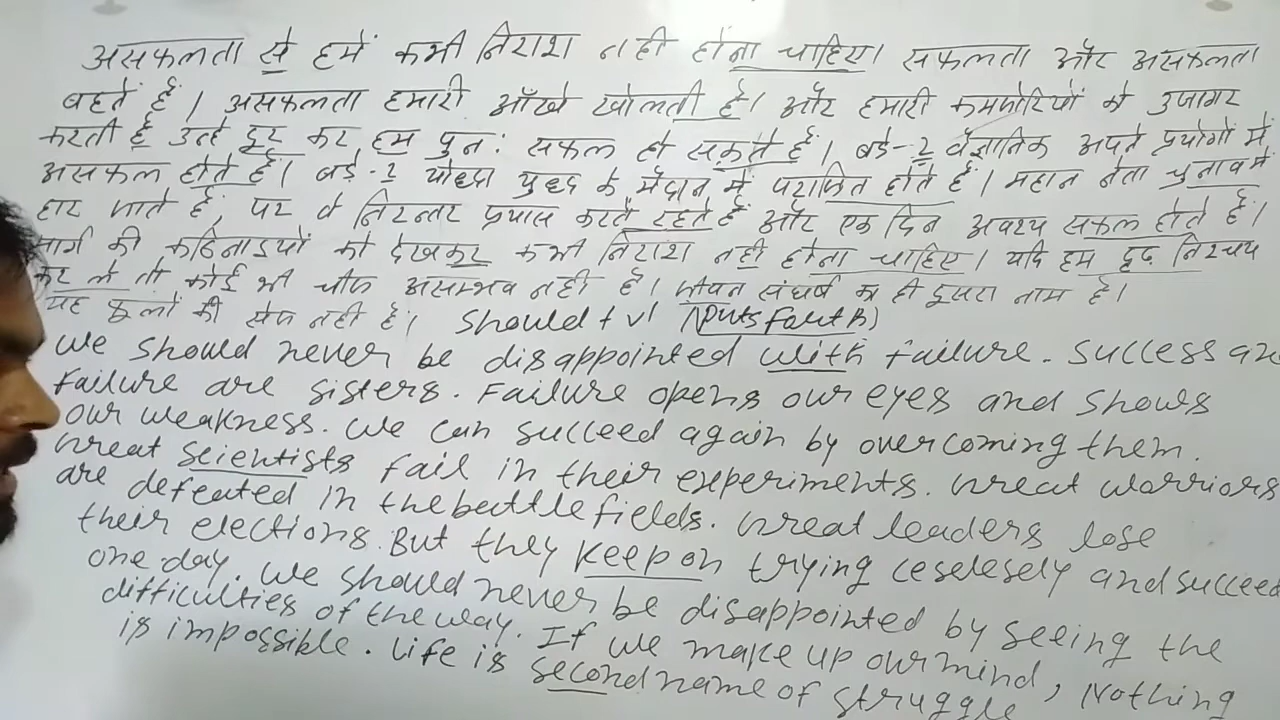 असफलता से हमें कभी निराश नही होना चाहिए। सफलता और असफलता
बहते हैं। असफलता हमारी आँखे खोलती है। और हमारी कमजोरियों को उजागर
करती है उन्हे दूर कर हम पुन: सफल हो सकते हैं। बड़े-2 वैज्ञानिक अपने प्रयोगों में
असफल होते हैं। बड़े-2 योध्दा युध्द के मैदान में पराजित होते हैं। महान नेता चुनाव में
हार जाते हैं, पर वे निरन्तर प्रयास करते रहते हैं और एक दिन अवश्य सफल होते हैं।
मार्ग की कठिनाइयों को देखकर कभी निराश नही होना चाहिए। यदि हम दृढ़ निश्चय
कर ले तो कोई भी चीज असम्भव नही है। जीवन संघर्ष का ही दूसरा नाम है।
यह फूलों की सेज नही है। Should + V1
We should never be disappointed with failure. Success an
Failure are sisters. Failure opens our eyes and shows
our weakness. We can succeed again by overcoming them.
Great Scientists fail in their experiments. Great warriors
are defeated in the battle fields. Great leaders lose
their elections. But they keep on trying ceselesely and succeed
one day. We should never be disappointed by seeing the
difficulties of the way. If we make up our mind, Nothing
is impossible. Life is second name of struggle